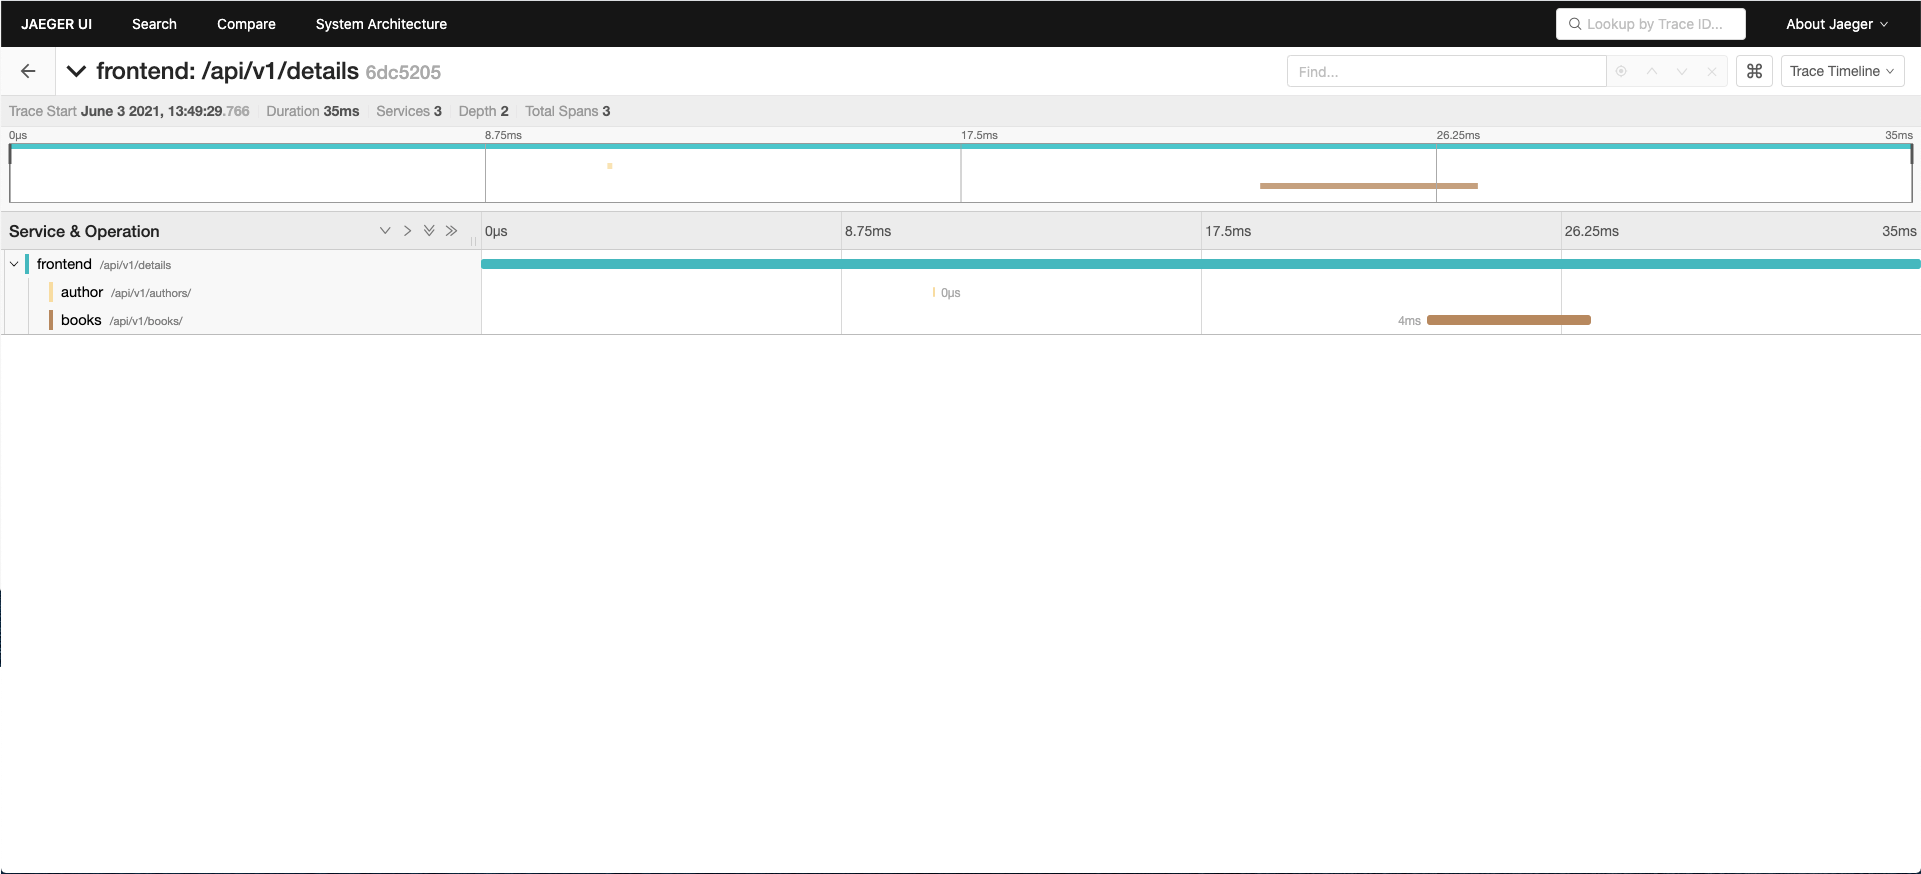 JAEGER UI Search Compare System Architecture Lookup by Trace ID... About Jaeger
frontend: /api/v1/details 6dc5205 Find... ⌘ Trace Timeline
Trace Start June 3 2021, 13:49:29.766 Duration 35ms Services 3 Depth 2 Total Spans 3
0μs 8.75ms 17.5ms 26.25ms 35ms
Service & Operation 0μs 8.75ms 17.5ms 26.25ms 35ms
frontend /api/v1/details
author /api/v1/authors/ 0μs
books /api/v1/books/ 4ms